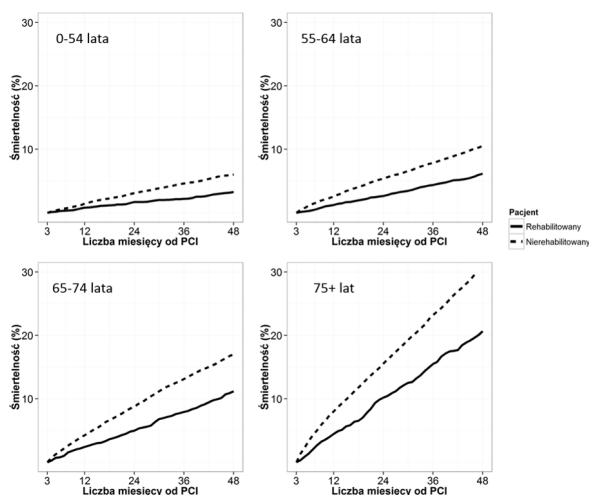 30
20
10
0-54 lata
Śmiertelność (%)
3 12 24 36 48
Liczba miesięcy od PCI
30
20
10
55-64 lata
Śmiertelność (%)
3 12 24 36 48
Liczba miesięcy od PCI
Pacjent
Rehabilitowany
Nierehabilitowany
30
20
10
0
65-74 lata
Śmiertelność (%)
3 12 24 36 48
Liczba miesięcy od PCI
30
20
10
0
75+ lat
Śmiertelność (%)
3 12 24 36 48
Liczba miesięcy od PCI